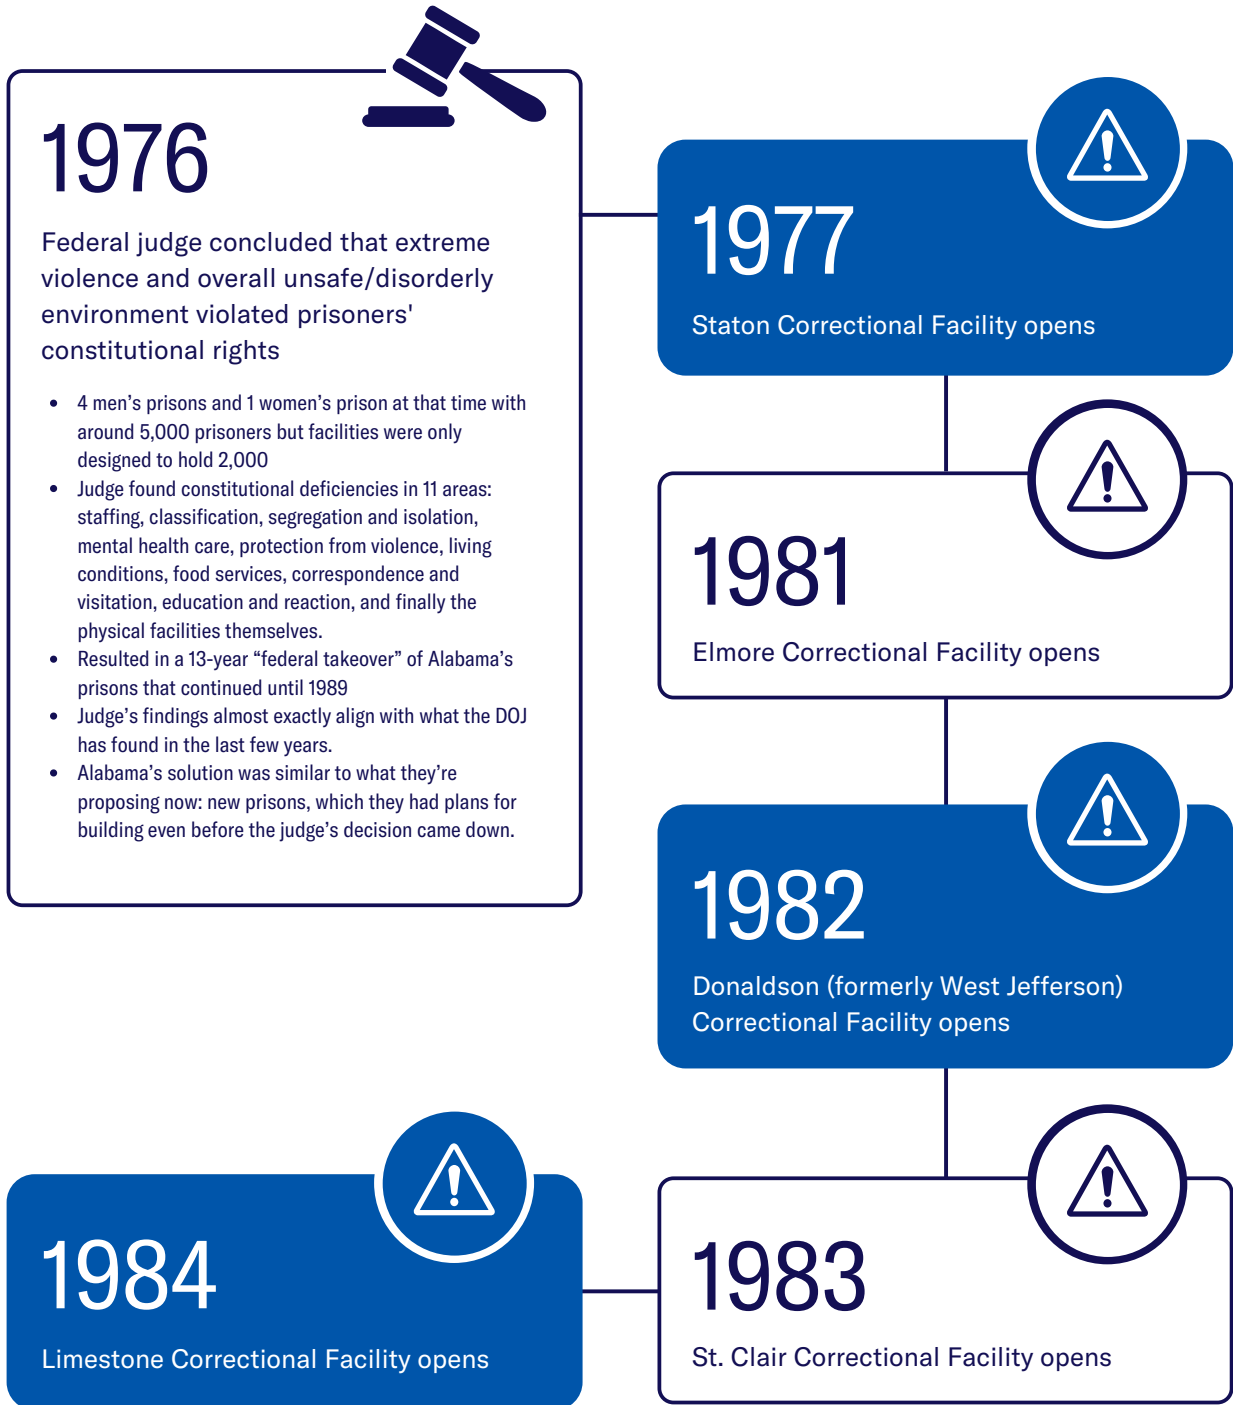 1976
Federal judge concluded that extreme
violence and overall unsafe/disorderly
environment violated prisoners'
constitutional rights
• 4 men's prisons and 1 women's prison at that time with
around 5,000 prisoners but facilities were only
designed to hold 2,000
• Judge found constitutional deficiencies in 11 areas:
staffing, classification, segregation and isolation,
mental health care, protection from violence, living
conditions, food services, correspondence and
visitation, education and reaction, and finally the
physical facilities themselves.
• Resulted in a 13-year “federal takeover” of Alabama's
prisons that continued until 1989
• Judge's findings almost exactly align with what the DOJ
has found in the last few years.
• Alabama's solution was similar to what they're
proposing now: new prisons, which they had plans for
building even before the judge's decision came down.
1977
Staton Correctional Facility opens
1981
Elmore Correctional Facility opens
1982
Donaldson (formerly West Jefferson)
Correctional Facility opens
1983
St. Clair Correctional Facility opens
1984
Limestone Correctional Facility opens